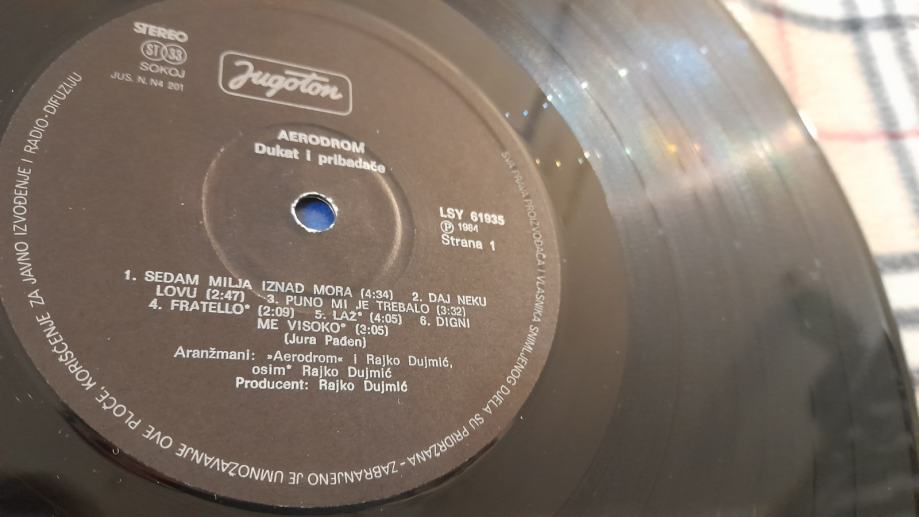 STEREO
ST 33
SOKOJ
JUS. N. N4 201
Jugoton
AERODROM
Dukat i pribadače
LSY 61935
Ⓟ 1984
Strana 1
1. SEDAM MILJA IZNAD MORA (4:34) 2. DAJ NEKU
LOVU (2:47) 3. PUNO MI JE TREBALO (3:32)
4. FRATELLO* (2:09) 5. LAŽ* (4:05) 6. DIGNI
ME VISOKO* (3:05)
(Jura Pađen)
Aranžmani: »Aerodrom« i Rajko Dujmić,
osim* Rajko Dujmić
Producent: Rajko Dujmić
SVA PRAVA PROIZVOĐAČA I VLASNIKA SNIMLJENOG DJELA SU PRIDRŽANA - ZABRANJENO JE UMNOŽAVANJE OVE PLOČE, KORIŠĆENJE ZA JAVNO IZVOĐENJE I RADIO-DIFUZIJU